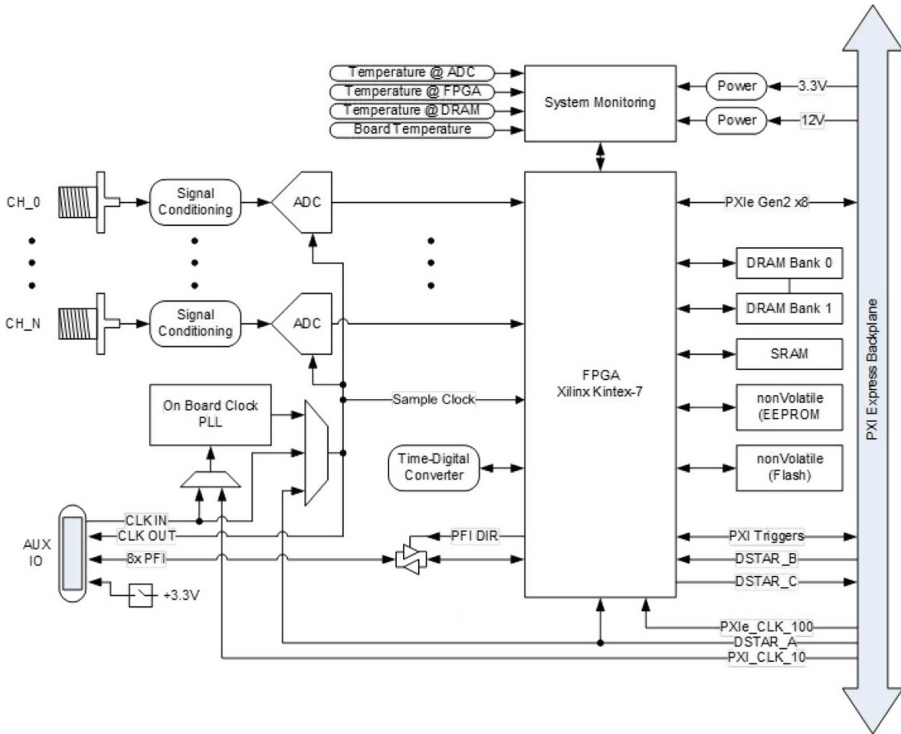 Temperature @ ADC
Temperature @ FPGA
Temperature @ DRAM
Board Temperature
System Monitoring
Power
3.3V
Power
12V
CH_0
Signal
Conditioning
ADC
PXIe Gen2 x8
DRAM Bank 0
DRAM Bank 1
CH_N
Signal
Conditioning
ADC
SRAM
FPGA
Xilinx Kintex-7
PXI Express Backplane
On Board Clock
PLL
Sample Clock
nonVolatile
(EEPROM
Time-Digital
Converter
nonVolatile
(Flash)
AUX
IO
CLK IN
CLK OUT
8x PFI
+3.3V
PFI DIR
PXI Triggers
DSTAR_B
DSTAR_C
PXIe_CLK_100
DSTAR_A
PXI_CLK_10